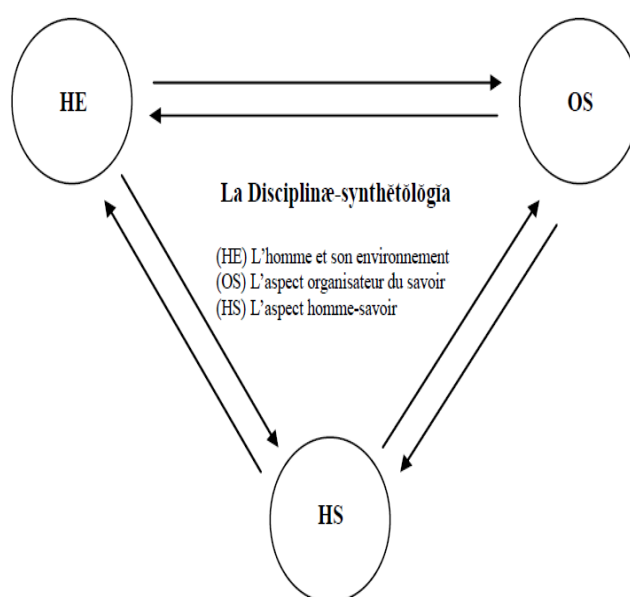 HE
OS
La Disciplinæ-synthĕtŏlŏgĭa
(HE) L'homme et son environnement
(OS) L'aspect organisateur du savoir
(HS) L'aspect homme-savoir
HS